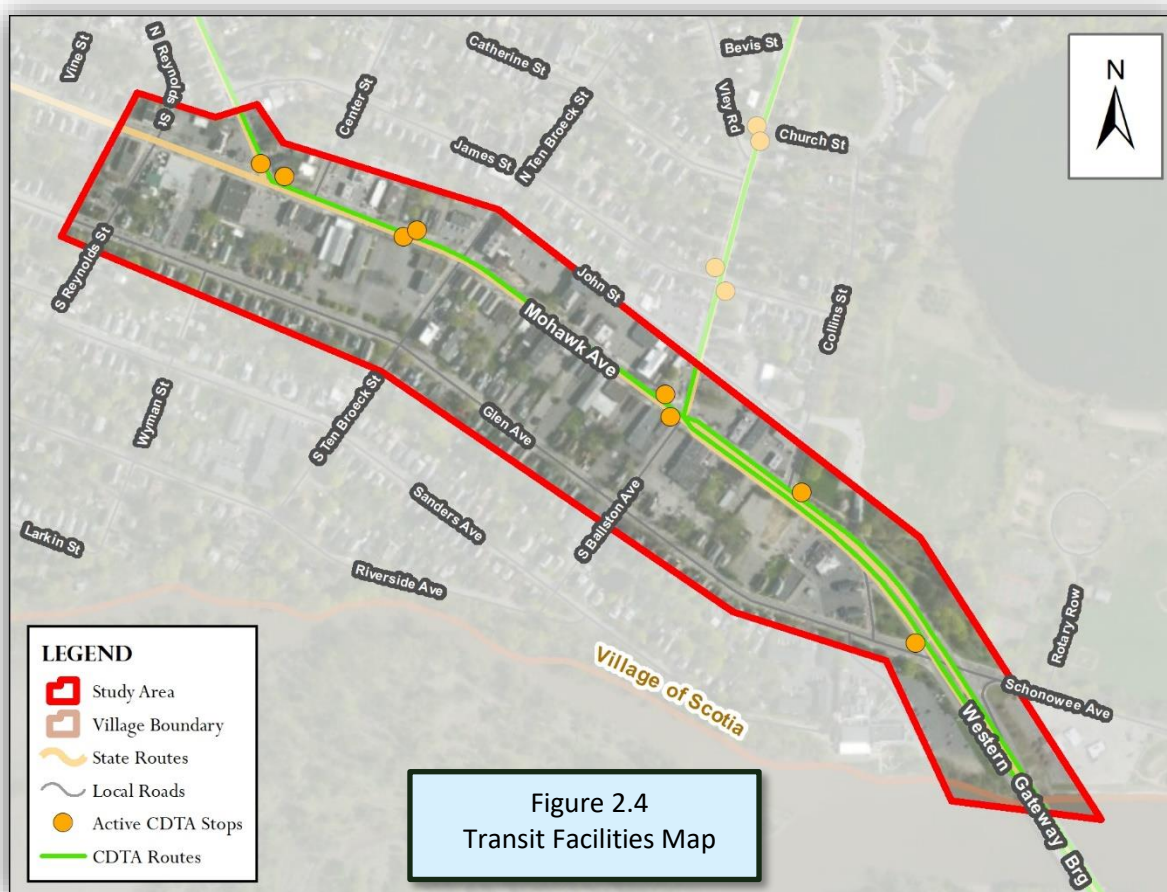 Vine St
N Reynolds St
Catherine St
Bevis St
N
Center St
N Ten Broeck St
Vley Rd
Church St
James St
S Reynolds St
John St
Collins St
Mohawk Ave
Wyman St
S Ten Broeck St
Glen Ave
Sanders Ave
S Ballston Ave
Larkin St
Riverside Ave
Rotary Row
Village of Scotia
Schonowee Ave
Western Gateway Brg
LEGEND
Study Area
Village Boundary
State Routes
Local Roads
Active CDTA Stops
CDTA Routes
Figure 2.4
Transit Facilities Map